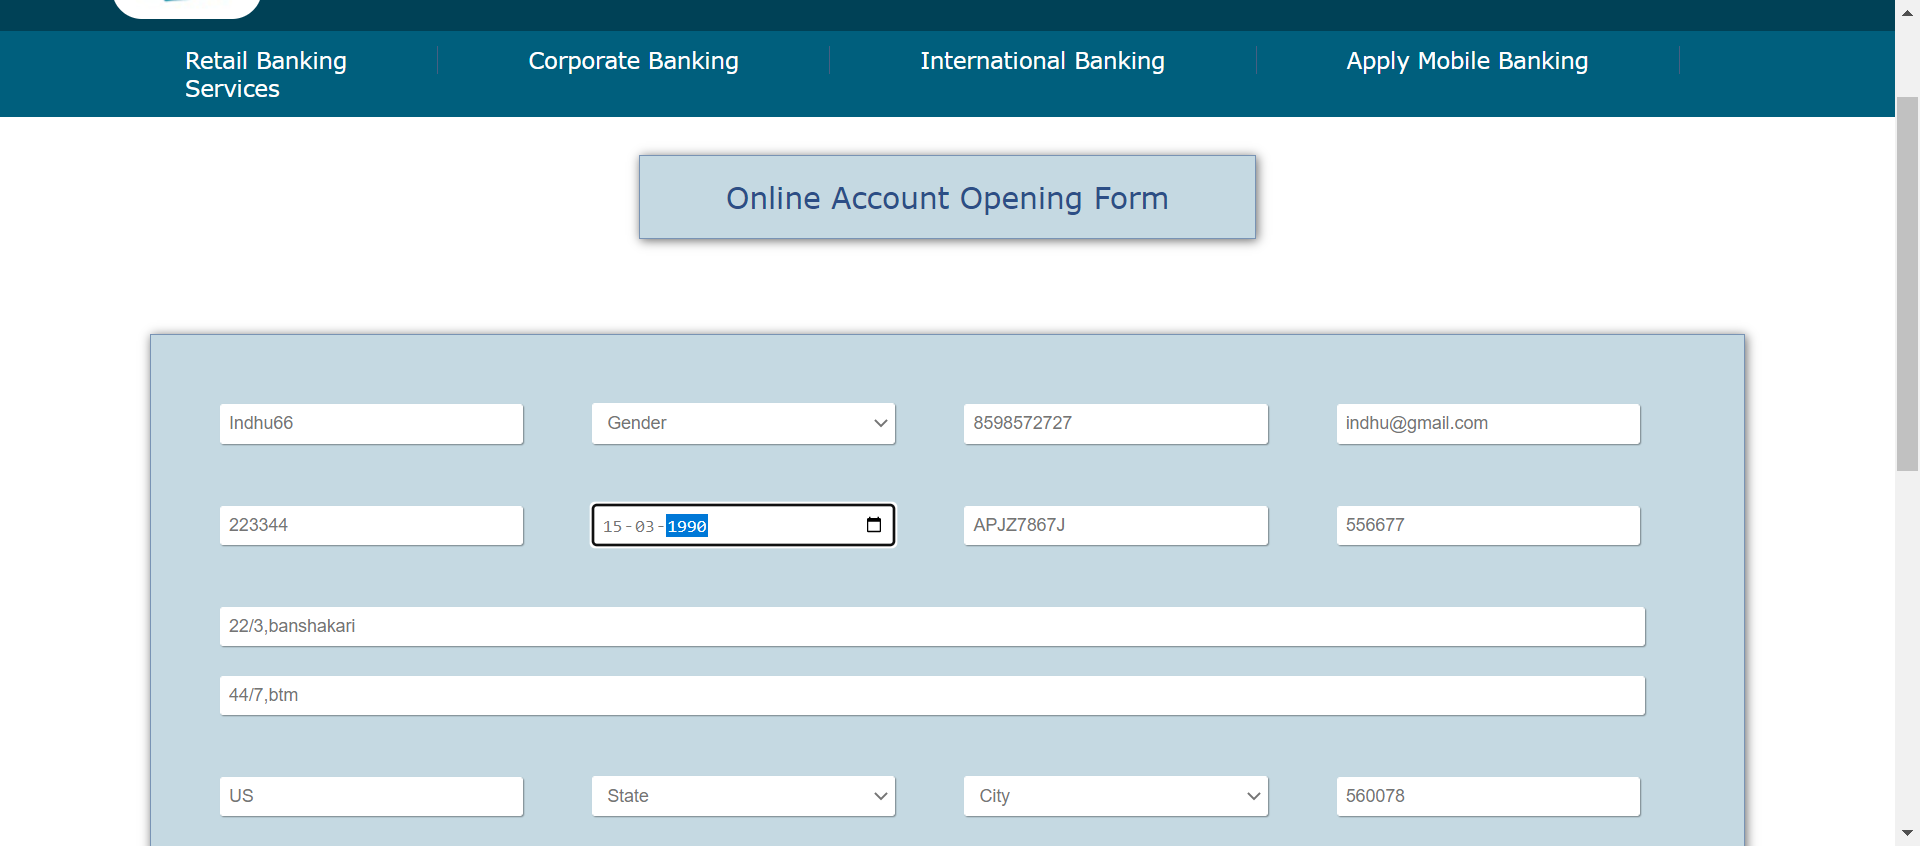 Retail Banking
Services
Corporate Banking
International Banking
Apply Mobile Banking
Online Account Opening Form
Indhu66
Gender
8598572727
indhu@gmail.com
223344
15-03-1990
APJZ7867J
556677
22/3,banshakari
44/7,btm
US
State
City
560078